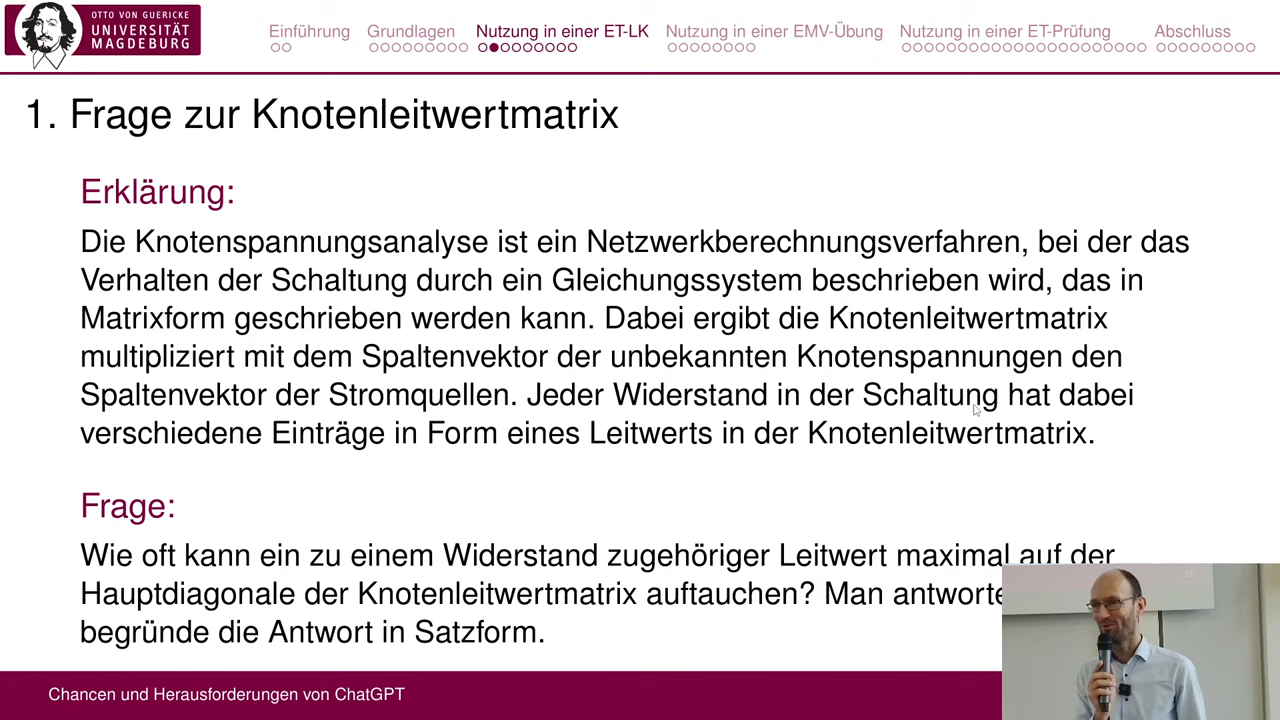 OTTO VON GUERICKE
UNIVERSITÄT
MAGDEBURG
Einführung
Grundlagen
Nutzung in einer ET-LK
Nutzung in einer EMV-Übung
Nutzung in einer ET-Prüfung
Abschluss
1. Frage zur Knotenleitwertmatrix
Erklärung:
Die Knotenspannungsanalyse ist ein Netzwerkberechnungsverfahren, bei der das
Verhalten der Schaltung durch ein Gleichungssystem beschrieben wird, das in
Matrixform geschrieben werden kann. Dabei ergibt die Knotenleitwertmatrix
multipliziert mit dem Spaltenvektor der unbekannten Knotenspannungen den
Spaltenvektor der Stromquellen. Jeder Widerstand in der Schaltung hat dabei
verschiedene Einträge in Form eines Leitwerts in der Knotenleitwertmatrix.
Frage:
Wie oft kann ein zu einem Widerstand zugehöriger Leitwert maximal auf der
Hauptdiagonale der Knotenleitwertmatrix auftauchen? Man antworte
begründe die Antwort in Satzform.
Chancen und Herausforderungen von ChatGPT